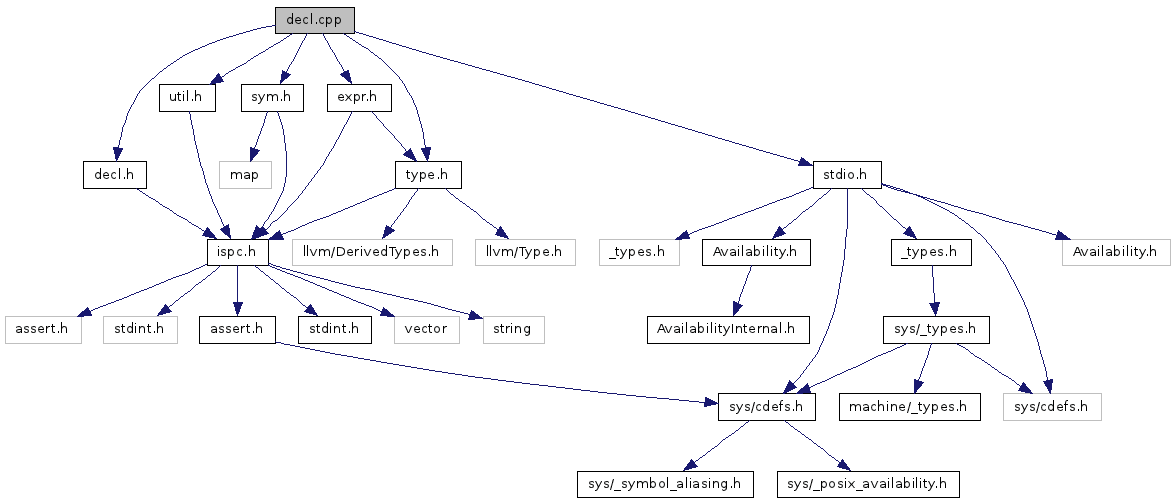 decl.cpp
util.h
sym.h
expr.h
decl.h
map
type.h
stdio.h
ispc.h
llvm/DerivedTypes.h
llvm/Type.h
_types.h
Availability.h
_types.h
Availability.h
assert.h
stdint.h
assert.h
stdint.h
vector
string
AvailabilityInternal.h
sys/_types.h
sys/cdefs.h
machine/_types.h
sys/cdefs.h
sys/_symbol_aliasing.h
sys/_posix_availability.h